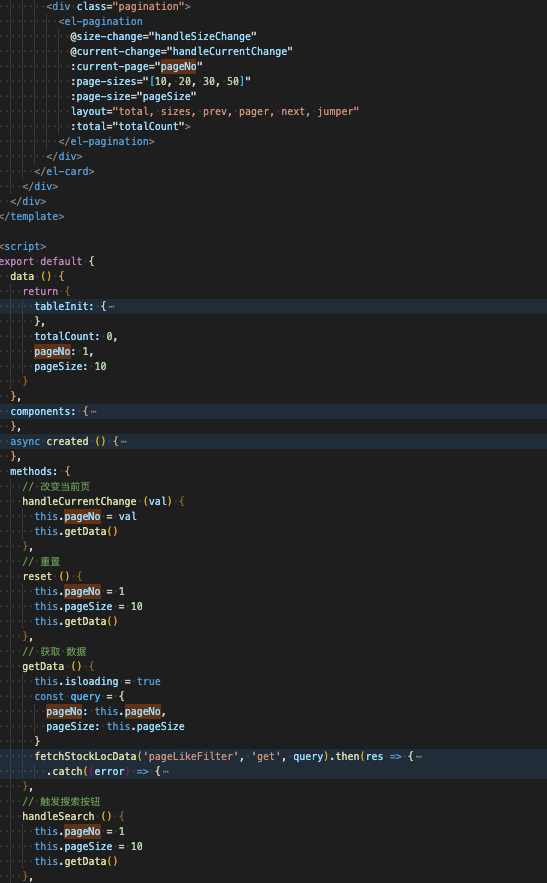 <div class="pagination">
<el-pagination
@size-change="handleSizeChange"
@current-change="handleCurrentChange"
:current-page="pageNo"
:page-sizes="[10, 20, 30, 50]"
:page-size="pageSize"
layout="total, sizes, prev, pager, next, jumper"
:total="totalCount">
</el-pagination>
</div>
</el-card>
</div>
</div>
</template>
<script>
export default {
data () {
return {
tableInit: {⋯
},
totalCount: 0,
pageNo: 1,
pageSize: 10
}
},
components: {⋯
},
async created () {⋯
},
methods: {
// 改变当前页
handleCurrentChange (val) {
this.pageNo = val
this.getData()
},
// 重置
reset () {
this.pageNo = 1
this.pageSize = 10
this.getData()
},
// 获取 数据
getData () {
this.isloading = true
const query = {
pageNo: this.pageNo,
pageSize: this.pageSize
}
fetchStockLocData('pageLikeFilter', 'get', query).then(res => {⋯
.catch((error) => {⋯
},
// 触发搜索按钮
handleSearch () {
this.pageNo = 1
this.pageSize = 10
this.getData()
},